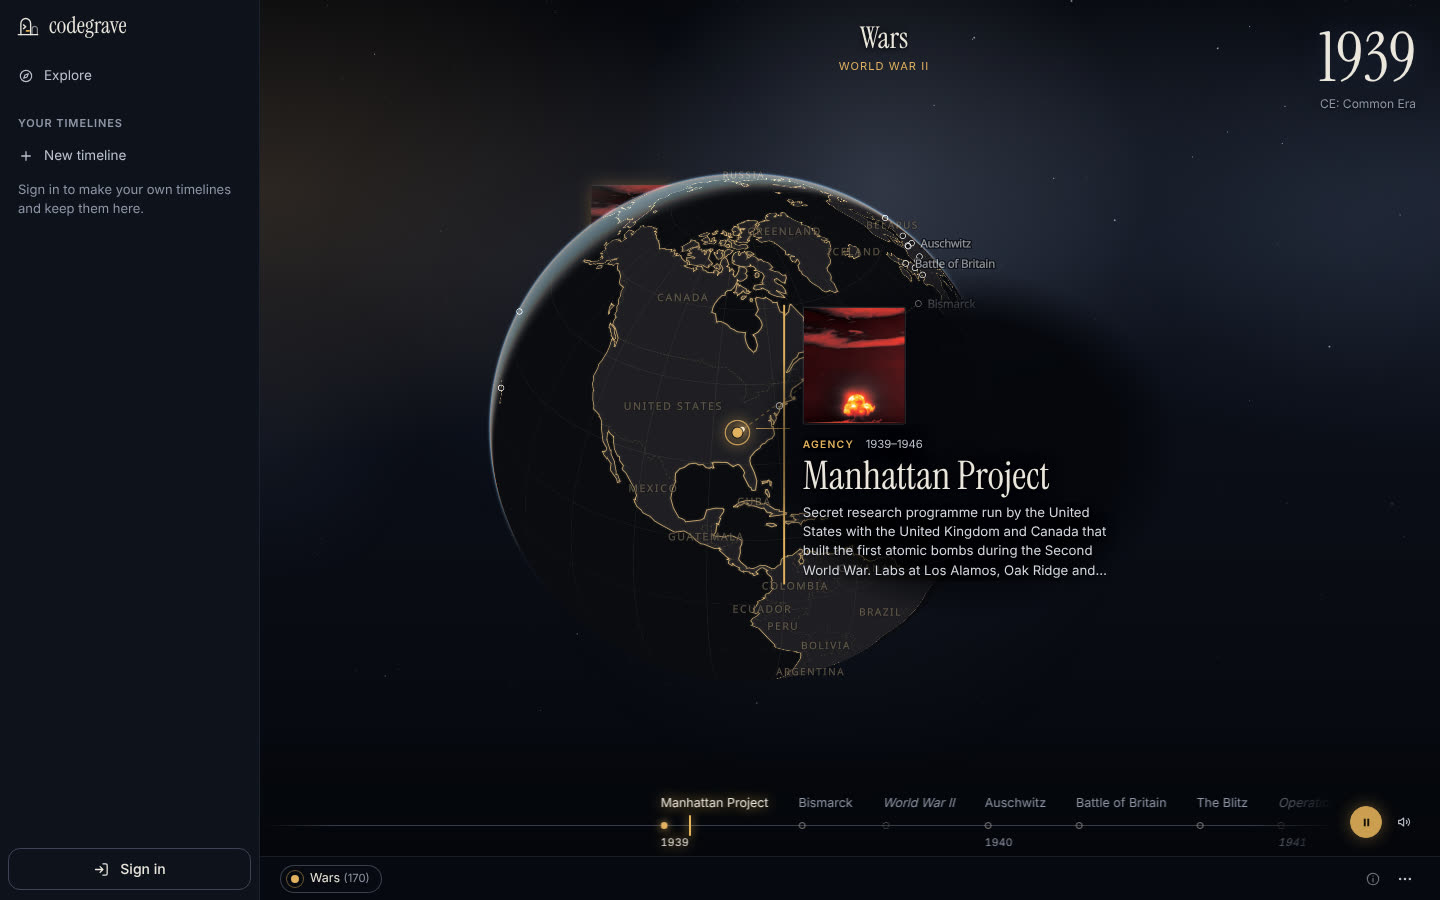 codegrave
Explore
YOUR TIMELINES
New timeline
Sign in to make your own timelines
and keep them here.
Sign in
Wars
WORLD WAR II
1939
CE: Common Era
RUSSIA
GREENLAND
BELARUS
ICELAND
Auschwitz
Battle of Britain
Bismarck
CANADA
UNITED STATES
MEXICO
CUBA
GUATEMALA
COLOMBIA
ECUADOR
PERU
BRAZIL
BOLIVIA
ARGENTINA
AGENCY 1939–1946
Manhattan Project
Secret research programme run by the United
States with the United Kingdom and Canada that
built the first atomic bombs during the Second
World War. Labs at Los Alamos, Oak Ridge and...
Manhattan Project Bismarck World War II Auschwitz Battle of Britain The Blitz Operatio
1939 1940 1941
Wars (170)